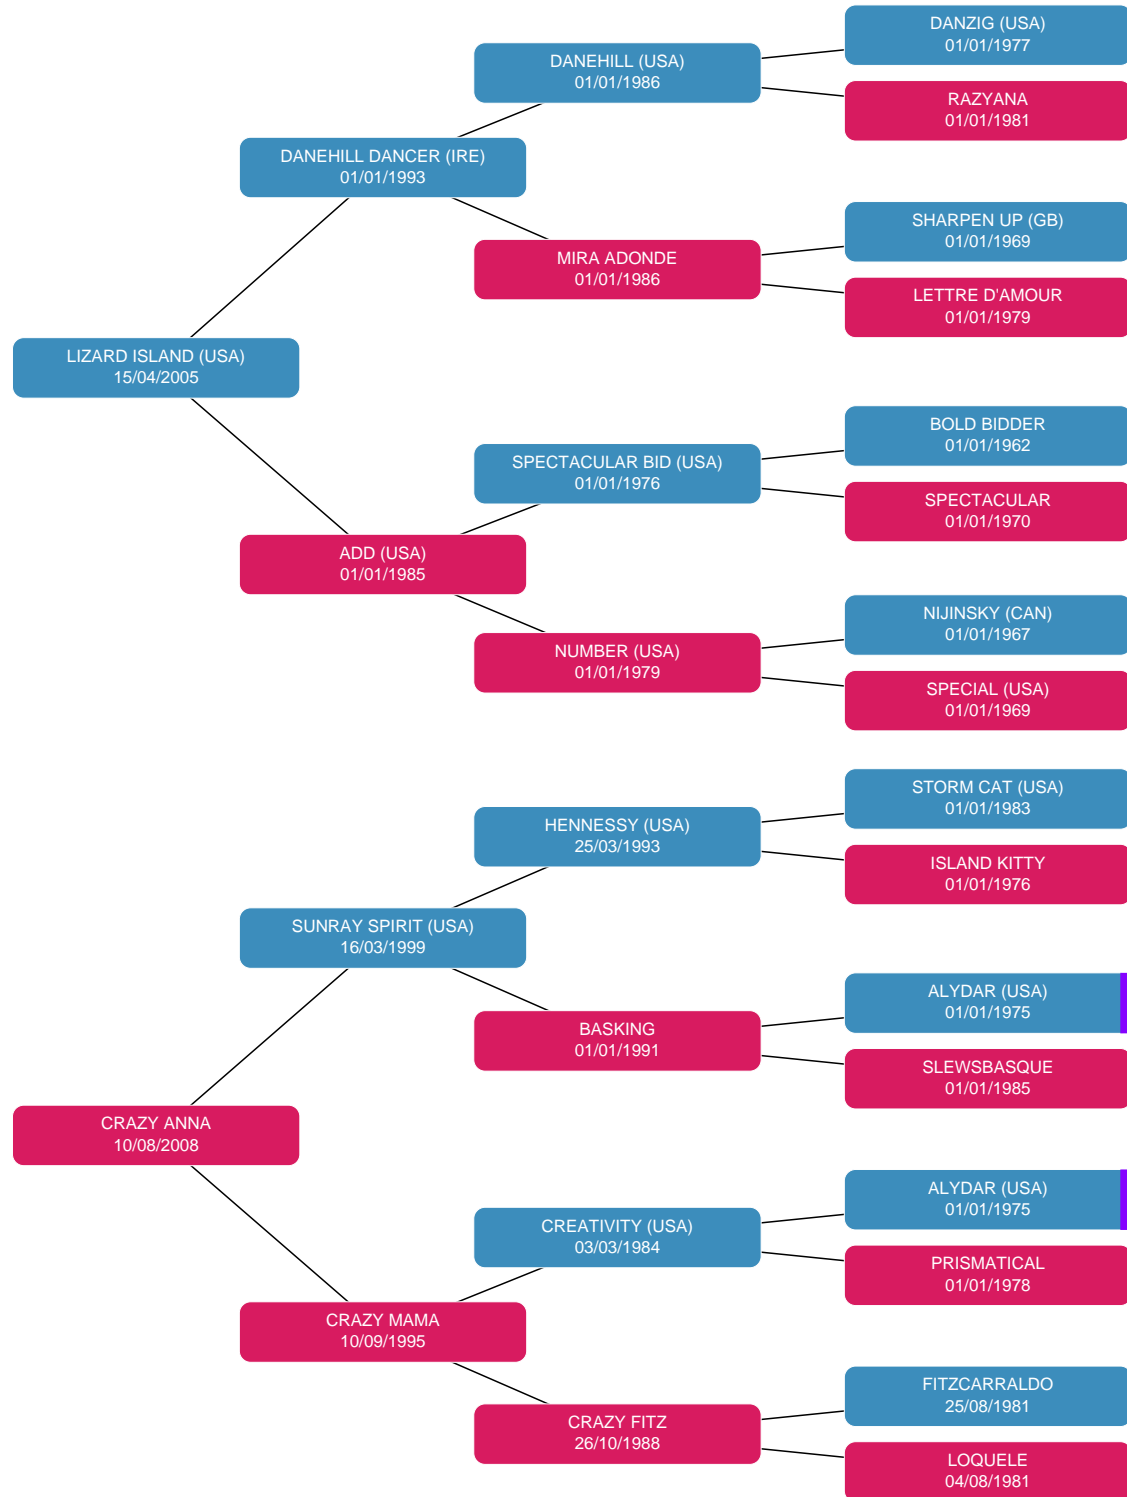 DANZIG (USA)
01/01/1977
DANEHILL (USA)
01/01/1986
RAZYANA
01/01/1981
DANEHILL DANCER (IRE)
01/01/1993
SHARPEN UP (GB)
01/01/1969
MIRA ADONDE
01/01/1986
LETTRE D'AMOUR
01/01/1979
LIZARD ISLAND (USA)
15/04/2005
BOLD BIDDER
01/01/1962
SPECTACULAR BID (USA)
01/01/1976
SPECTACULAR
01/01/1970
ADD (USA)
01/01/1985
NIJINSKY (CAN)
01/01/1967
NUMBER (USA)
01/01/1979
SPECIAL (USA)
01/01/1969
STORM CAT (USA)
01/01/1983
HENNESSY (USA)
25/03/1993
ISLAND KITTY
01/01/1976
SUNRAY SPIRIT (USA)
16/03/1999
ALYDAR (USA)
01/01/1975
BASKING
01/01/1991
SLEWSBASQUE
01/01/1985
CRAZY ANNA
10/08/2008
ALYDAR (USA)
01/01/1975
CREATIVITY (USA)
03/03/1984
PRISMATICAL
01/01/1978
CRAZY MAMA
10/09/1995
FITZCARRALDO
25/08/1981
CRAZY FITZ
26/10/1988
LOQUELE
04/08/1981